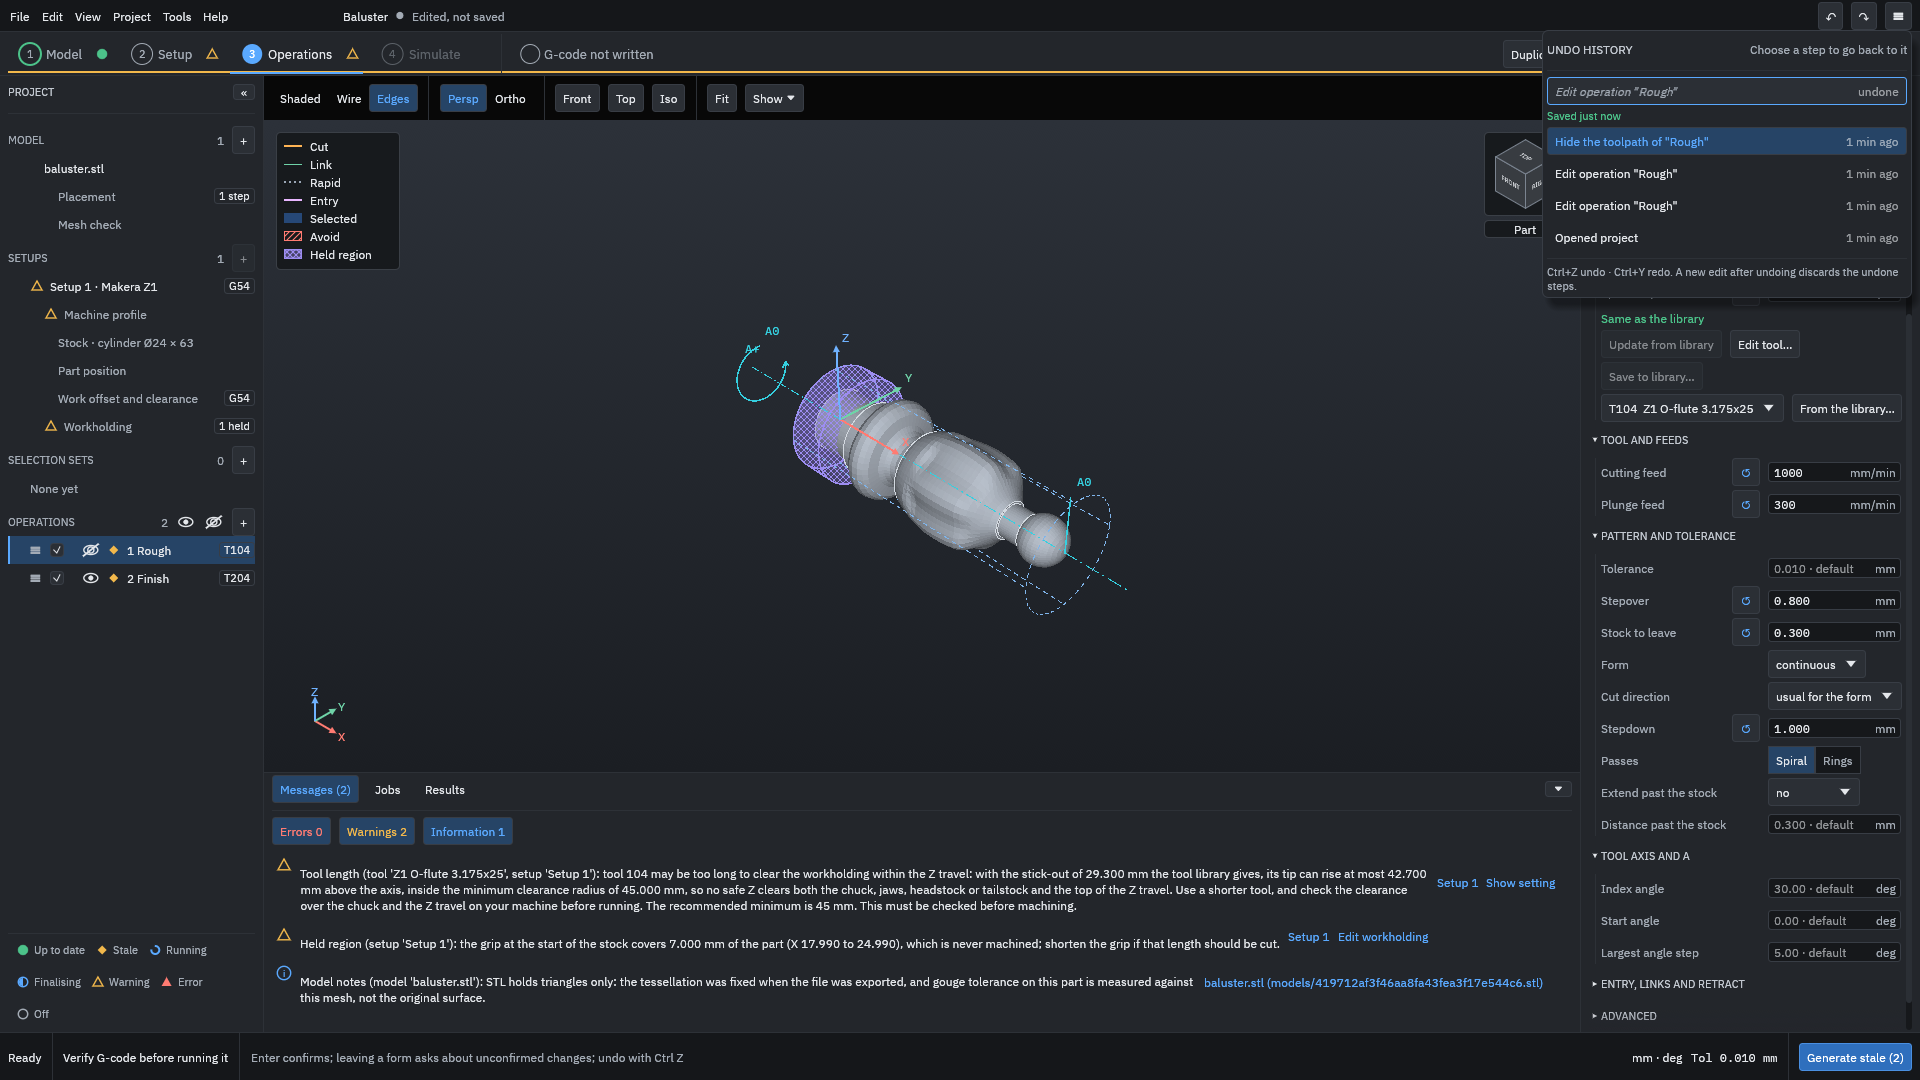 File Edit View Project Tools Help
Baluster Edited, not saved
1 Model
2 Setup
3 Operations
4 Simulate
G-code not written
UNDO HISTORY Choose a step to go back to it
Edit operation "Rough" undone
Saved just now
Hide the toolpath of "Rough" 1 min ago
Edit operation "Rough" 1 min ago
Edit operation "Rough" 1 min ago
Opened project 1 min ago
Ctrl+Z undo · Ctrl+Y redo. A new edit after undoing discards the undone
steps.
PROJECT «
MODEL 1 +
baluster.stl
Placement 1 step
Mesh check
SETUPS 1 +
Setup 1 · Makera Z1 G54
Machine profile
Stock · cylinder Ø24 × 63
Part position
Work offset and clearance G54
Workholding 1 held
SELECTION SETS 0 +
None yet
OPERATIONS 2 +
1 Rough T104
2 Finish T204
Up to date Stale Running
Finalising Warning Error
Off
Shaded Wire Edges Persp Ortho Front Top Iso Fit Show
Cut
Link
Rapid
Entry
Selected
Avoid
Held region
TOP
FRONT
Part
A0
A+
Z
Y
X
A0
Z
Y
X
Messages (2) Jobs Results
Errors 0 Warnings 2 Information 1
Tool length (tool 'Z1 O-flute 3.175x25', setup 'Setup 1'): tool 104 may be too long to clear the workholding within the Z travel: with the stick-out of 29.300 mm the tool library gives, its tip can rise at most 42.700
mm above the axis, inside the minimum clearance radius of 45.000 mm, so no safe Z clears both the chuck, jaws, headstock or tailstock and the top of the Z travel. Use a shorter tool, and check the clearance
over the chuck and the Z travel on your machine before running. The recommended minimum is 45 mm. This must be checked before machining.
Setup 1 Show setting
Held region (setup 'Setup 1'): the grip at the start of the stock covers 7.000 mm of the part (X 17.990 to 24.990), which is never machined; shorten the grip if that length should be cut.
Setup 1 Edit workholding
Model notes (model 'baluster.stl'): STL holds triangles only: the tessellation was fixed when the file was exported, and gouge tolerance on this part is measured against
this mesh, not the original surface.
baluster.stl (models/419712af3f46aa8fa43fea3f17e544c6.stl)
Same as the library
Update from library Edit tool...
Save to library...
T104 Z1 O-flute 3.175x25 From the library...
TOOL AND FEEDS
Cutting feed 1000 mm/min
Plunge feed 300 mm/min
PATTERN AND TOLERANCE
Tolerance 0.010 · default mm
Stepover 0.800 mm
Stock to leave 0.300 mm
Form continuous
Cut direction usual for the form
Stepdown 1.000 mm
Passes Spiral Rings
Extend past the stock no
Distance past the stock 0.300 · default mm
TOOL AXIS AND A
Index angle 30.00 · default deg
Start angle 0.00 · default deg
Largest angle step 5.00 · default deg
ENTRY, LINKS AND RETRACT
ADVANCED
Ready Verify G-code before running it Enter confirms; leaving a form asks about unconfirmed changes; undo with Ctrl Z
mm · deg Tol 0.010 mm Generate stale (2)